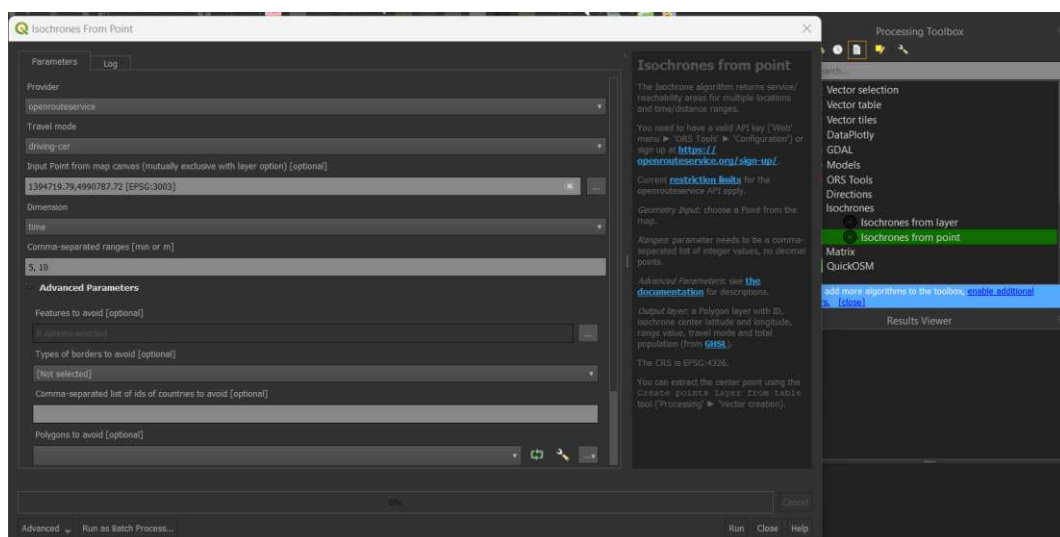 Isochrones From Point
Parameters
Log
Provider
openrouteservice
Travel mode
driving-car
Input Point from map canvas (mutually exclusive with layer option) [optional]
1394719.79,4990787.72 [EPSG:3003]
...
Dimension
time
Comma-separated ranges [min or m]
5, 10
Advanced Parameters
Features to avoid [optional]
0 options selected
...
Types of borders to avoid [optional]
[Not selected]
Comma-separated list of ids of countries to avoid [optional]
Polygons to avoid [optional]
...
0%
Cancel
Advanced
Run as Batch Process...
Run
Close
Help
Isochrones from point
The Isochrone algorithm returns service/
reachability areas for multiple locations
and time/distance ranges.
You need to have a valid API key ('Web'
menu ► 'ORS Tools' ► 'Configuration') or
sign up at https://
openrouteservice.org/sign-up/.
Current restriction limits for the
openrouteservice API apply.
Geometry Input: choose a Point from the
map.
Ranges: parameter needs to be a comma-
separated list of integer values, no decimal
points.
Advanced Parameters: see the
documentation for descriptions.
Output layer: a Polygon layer with ID,
isochrone center latitude and longitude,
range value, travel mode and total
population (from GHSL).
The CRS is EPSG:4326.
You can extract the center point using the
Create points layer from table
tool ('Processing' ► 'Vector creation).
Processing Toolbox
earch...
Vector selection
Vector table
Vector tiles
DataPlotly
GDAL
Models
ORS Tools
Directions
Isochrones
Isochrones from layer
Isochrones from point
Matrix
QuickOSM
add more algorithms to the toolbox, enable additional
s. [close]
Results Viewer